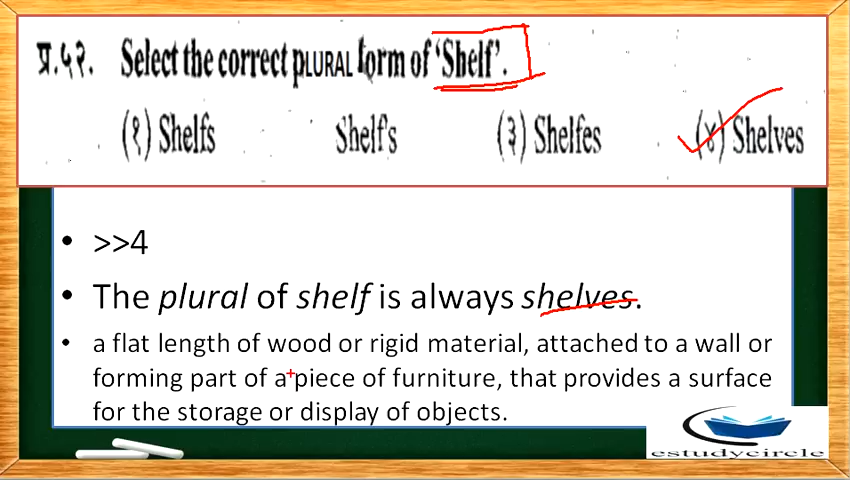 प्र.५२. Select the correct pLURAL form of ‘Shelf’.
(१) Shelfs Shelf's (३) Shelfes (४) Shelves
• >>4
• The plural of shelf is always shelves.
• a flat length of wood or rigid material, attached to a wall or
forming part of a piece of furniture, that provides a surface
for the storage or display of objects.
estudycircle